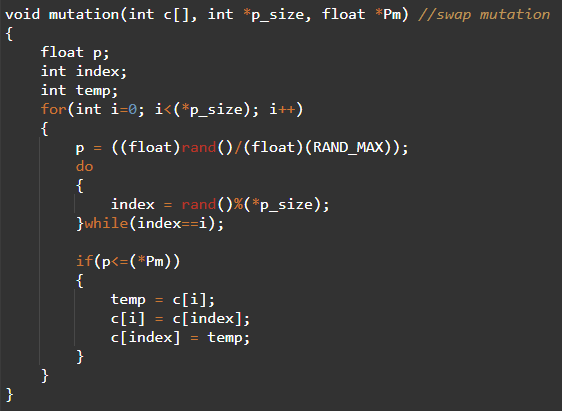 void mutation(int c[], int *p_size, float *Pm) //swap mutation
{
    float p;
    int index;
    int temp;
    for(int i=0; i<(*p_size); i++)
    {
        p = ((float)rand()/(float)(RAND_MAX));
        do
        {
            index = rand()%(*p_size);
        }while(index==i);

        if(p<=(*Pm))
        {
            temp = c[i];
            c[i] = c[index];
            c[index] = temp;
        }
    }
}